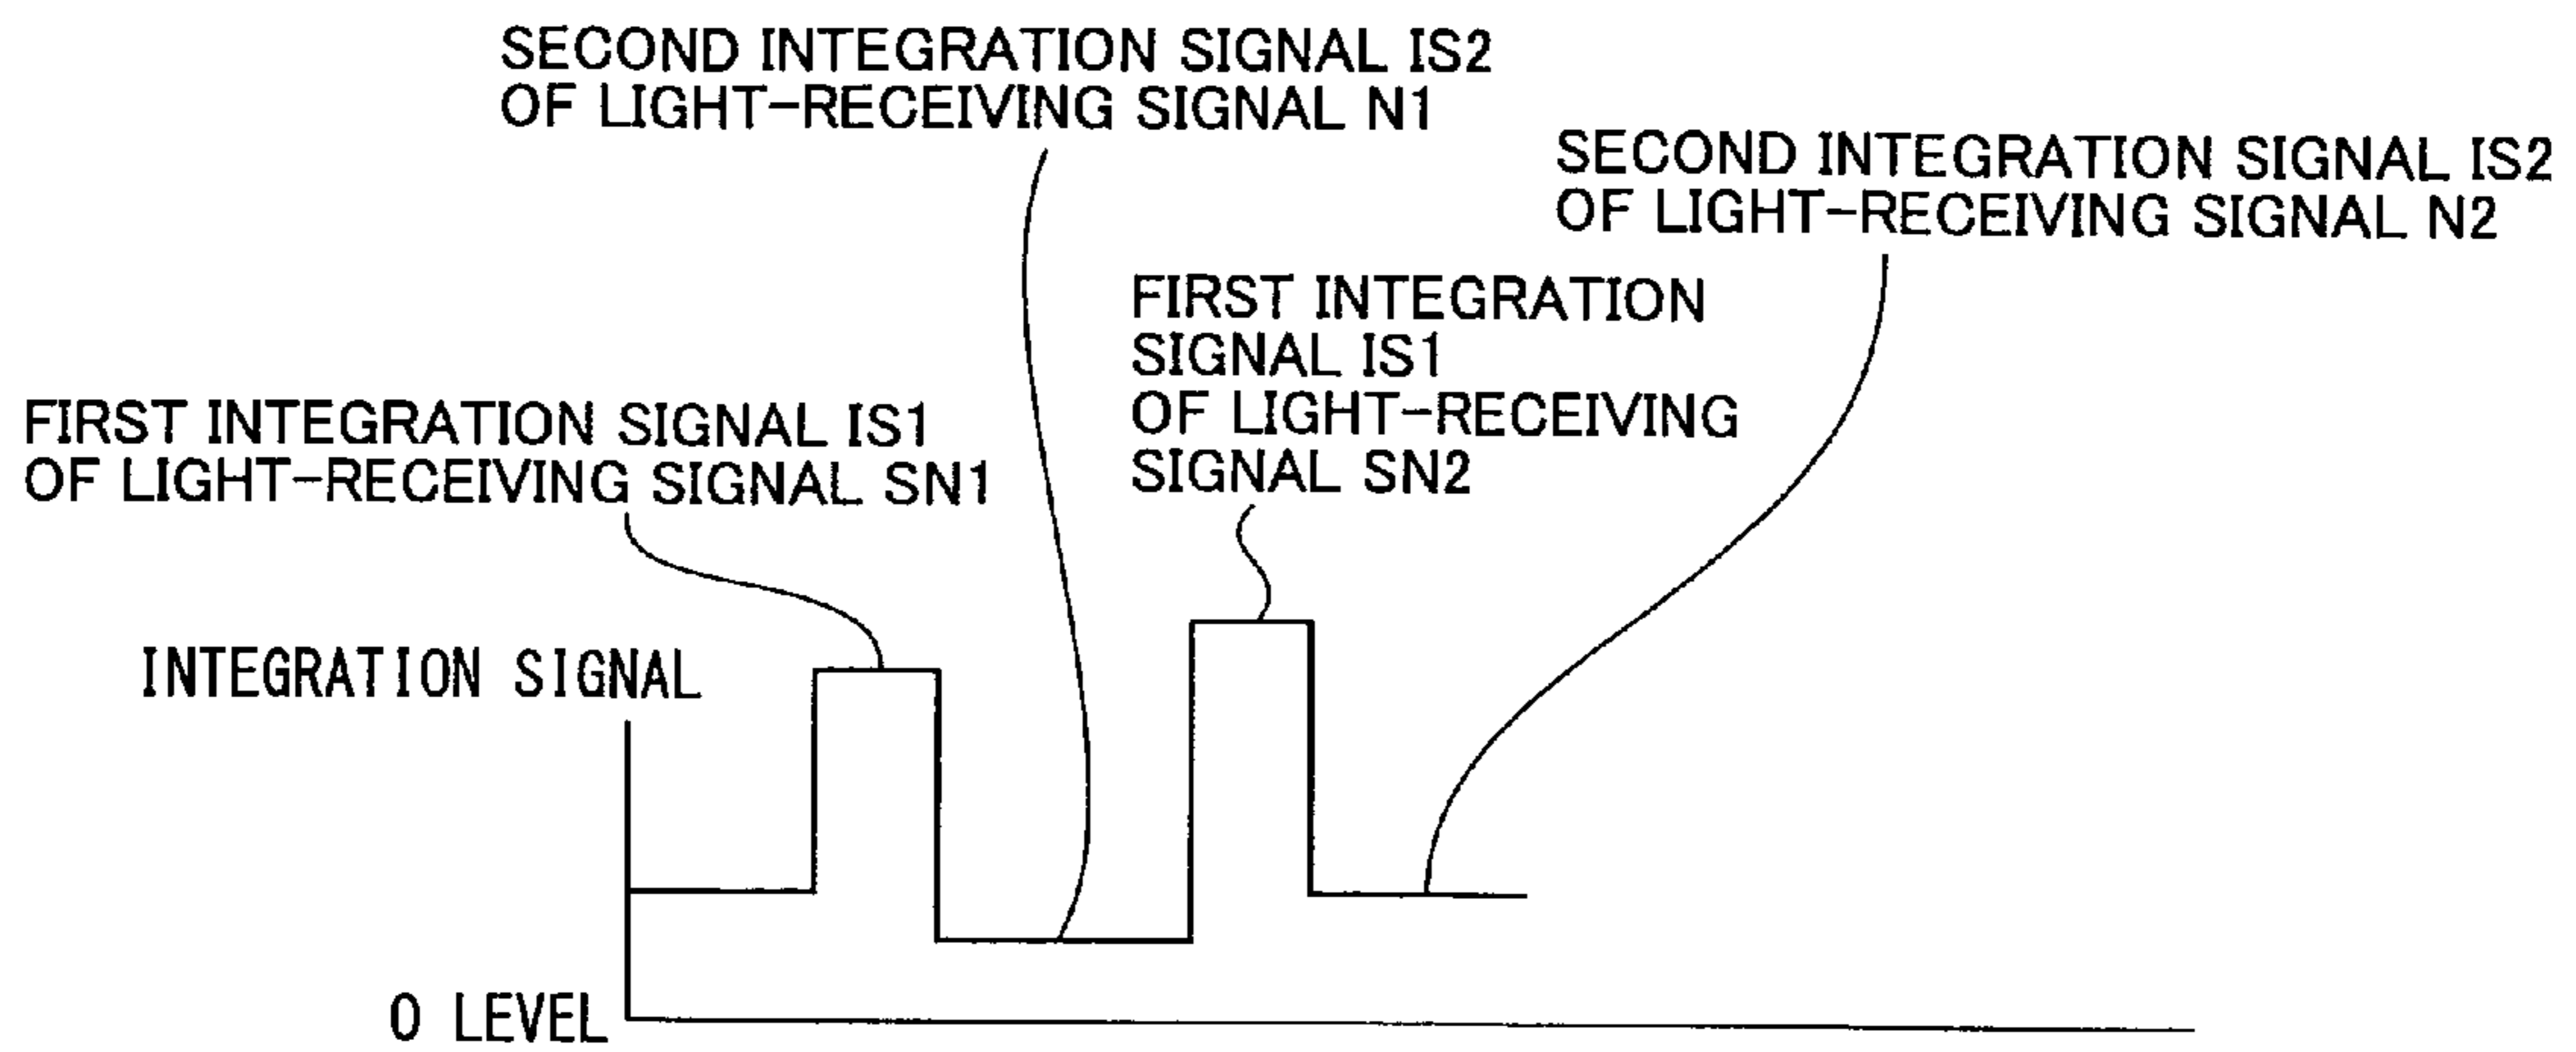 SECOND INTEGRATION SIGNAL IS2
OF LIGHT-RECEIVING SIGNAL N1
SECOND INTEGRATION SIGNAL IS2
OF LIGHT-RECEIVING SIGNAL N2
FIRST INTEGRATION
SIGNAL IS1
OF LIGHT-RECEIVING
SIGNAL SN2
FIRST INTEGRATION SIGNAL IS1
OF LIGHT-RECEIVING SIGNAL SN1
INTEGRATION SIGNAL
0 LEVEL